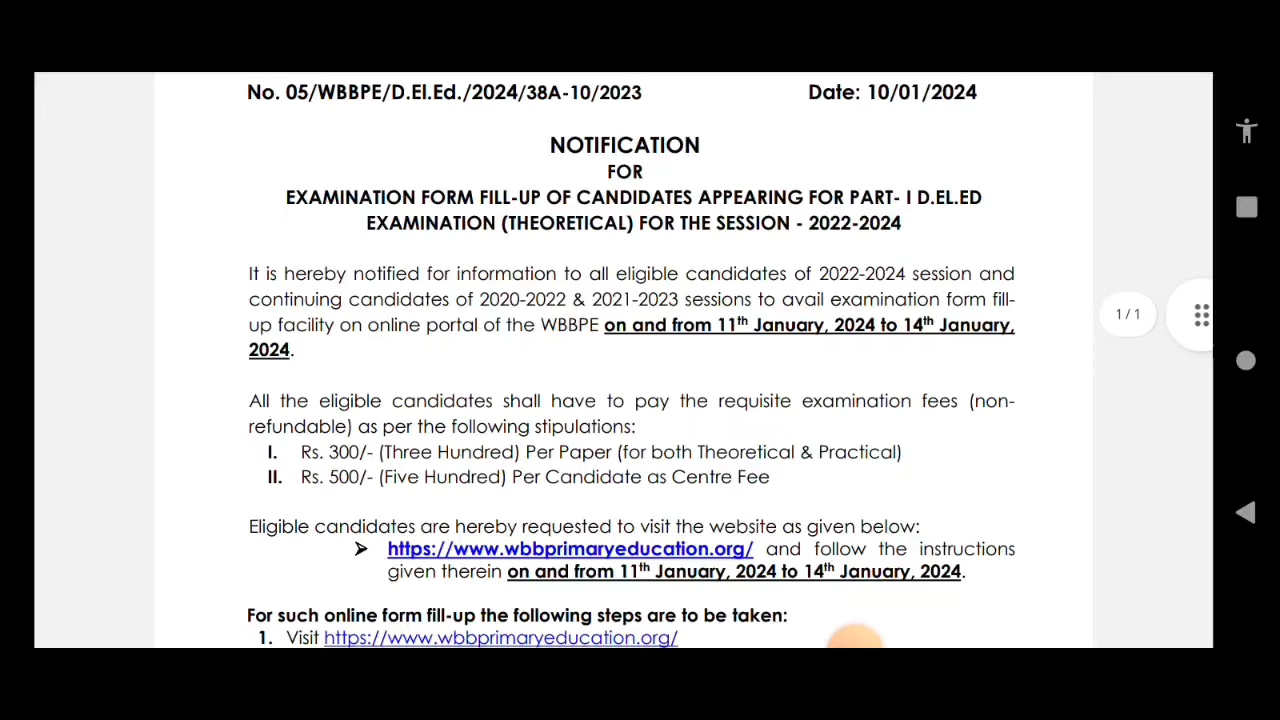 No. 05/WBBPE/D.El.Ed./2024/38A-10/2023 Date: 10/01/2024
NOTIFICATION
FOR
EXAMINATION FORM FILL-UP OF CANDIDATES APPEARING FOR PART- I D.EL.ED
EXAMINATION (THEORETICAL) FOR THE SESSION - 2022-2024
It is hereby notified for information to all eligible candidates of 2022-2024 session and
continuing candidates of 2020-2022 & 2021-2023 sessions to avail examination form fill-
up facility on online portal of the WBBPE on and from 11th January, 2024 to 14th January,
2024.
All the eligible candidates shall have to pay the requisite examination fees (non-
refundable) as per the following stipulations:
I. Rs. 300/- (Three Hundred) Per Paper (for both Theoretical & Practical)
II. Rs. 500/- (Five Hundred) Per Candidate as Centre Fee
Eligible candidates are hereby requested to visit the website as given below:
➢ https://www.wbbprimaryeducation.org/ and follow the instructions
given therein on and from 11th January, 2024 to 14th January, 2024.
For such online form fill-up the following steps are to be taken:
1. Visit https://www.wbbprimaryeducation.org/
1 / 1